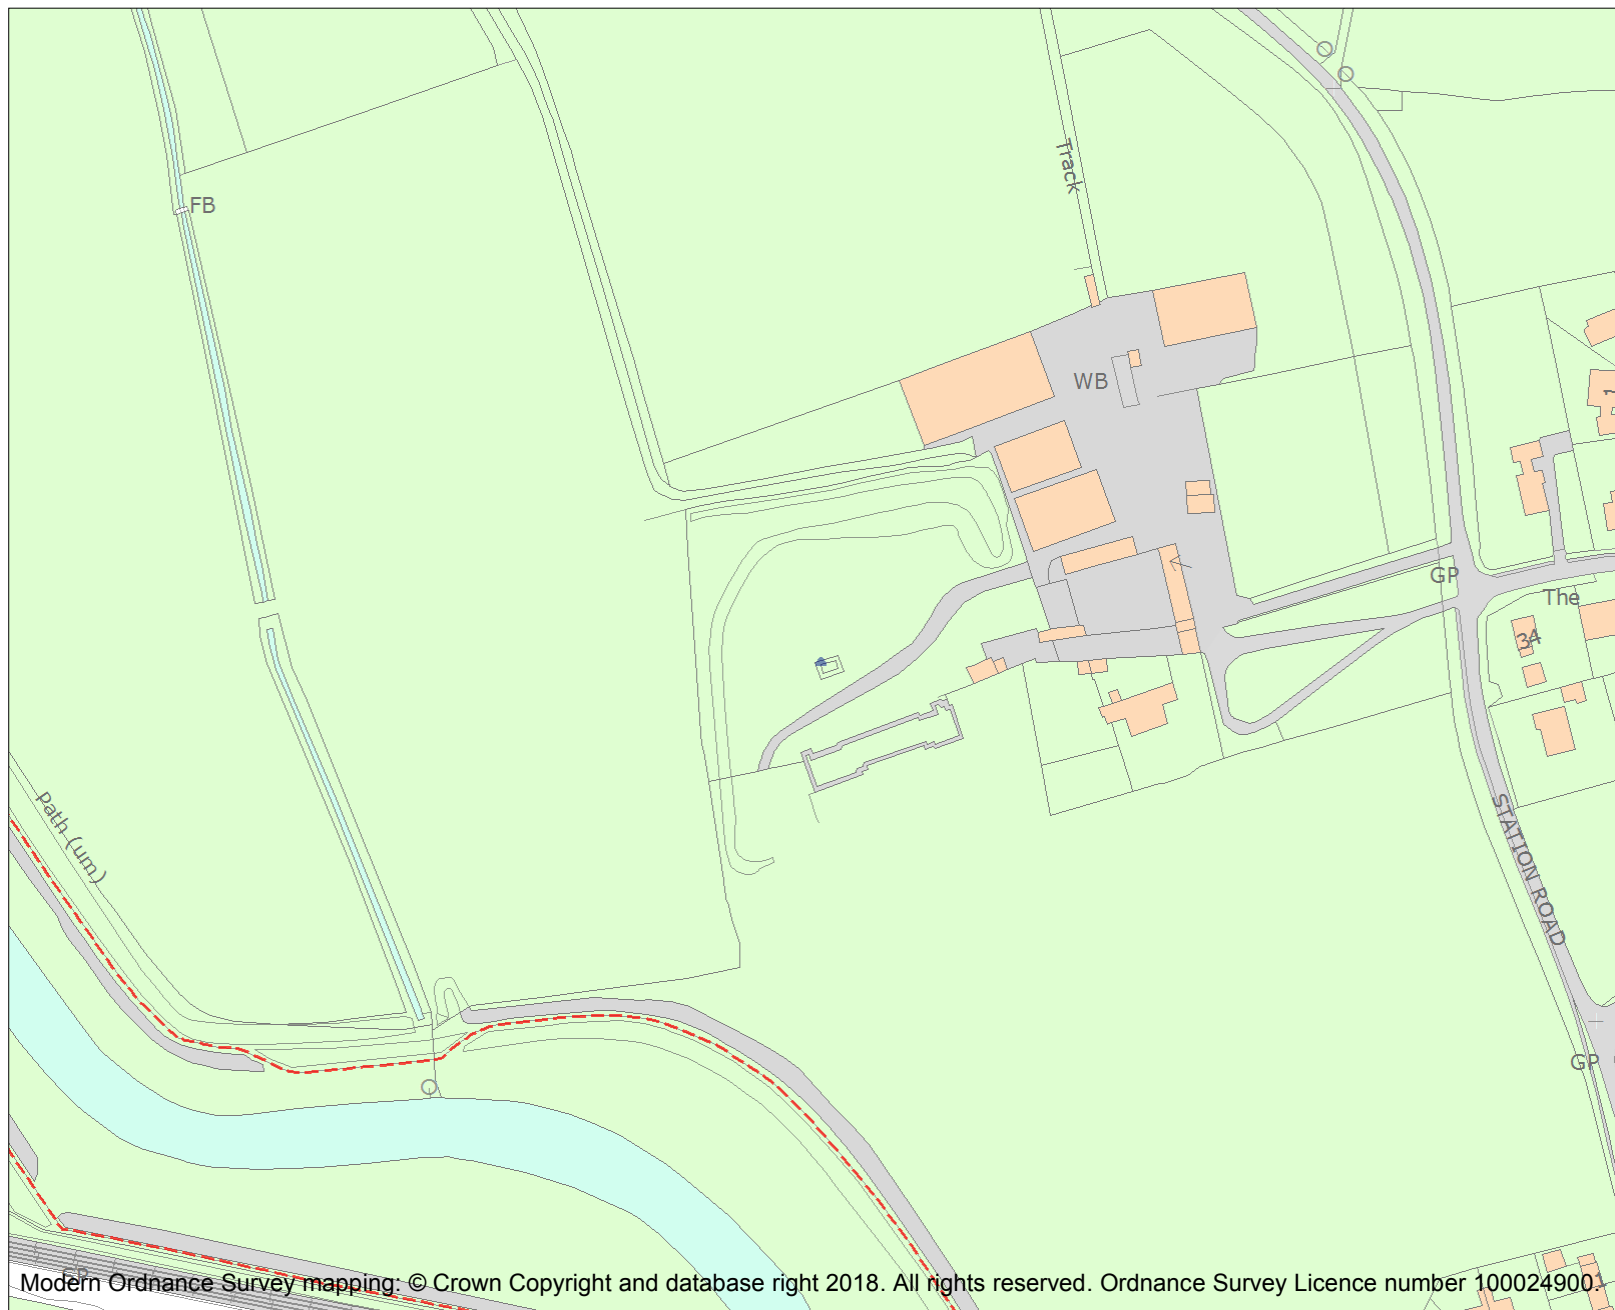 Track
FB
WB
GP
The
34
Path (um)
STATION ROAD
GP
Modern Ordnance Survey mapping: © Crown Copyright and database right 2018. All rights reserved. Ordnance Survey Licence number 100024900.